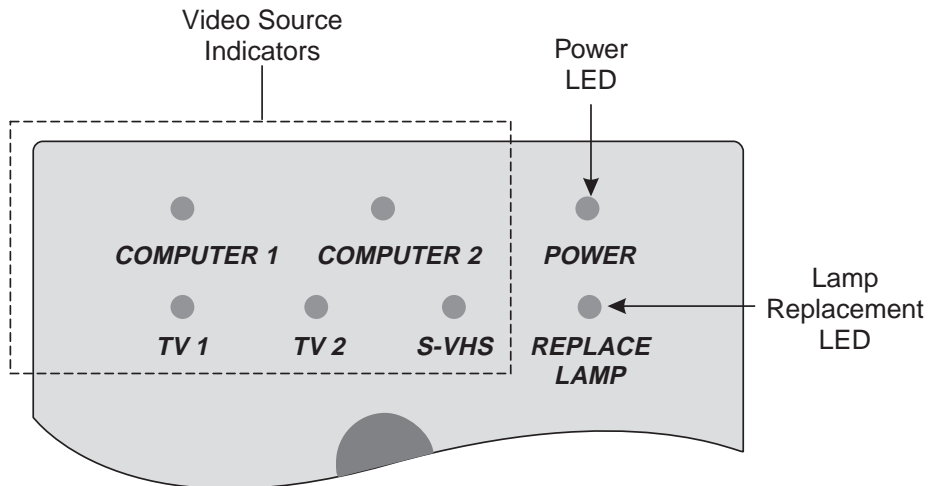 Video Source
Indicators
Power
LED
COMPUTER 1
COMPUTER 2
POWER
TV 1
TV 2
S-VHS
REPLACE
LAMP
Lamp
Replacement
LED